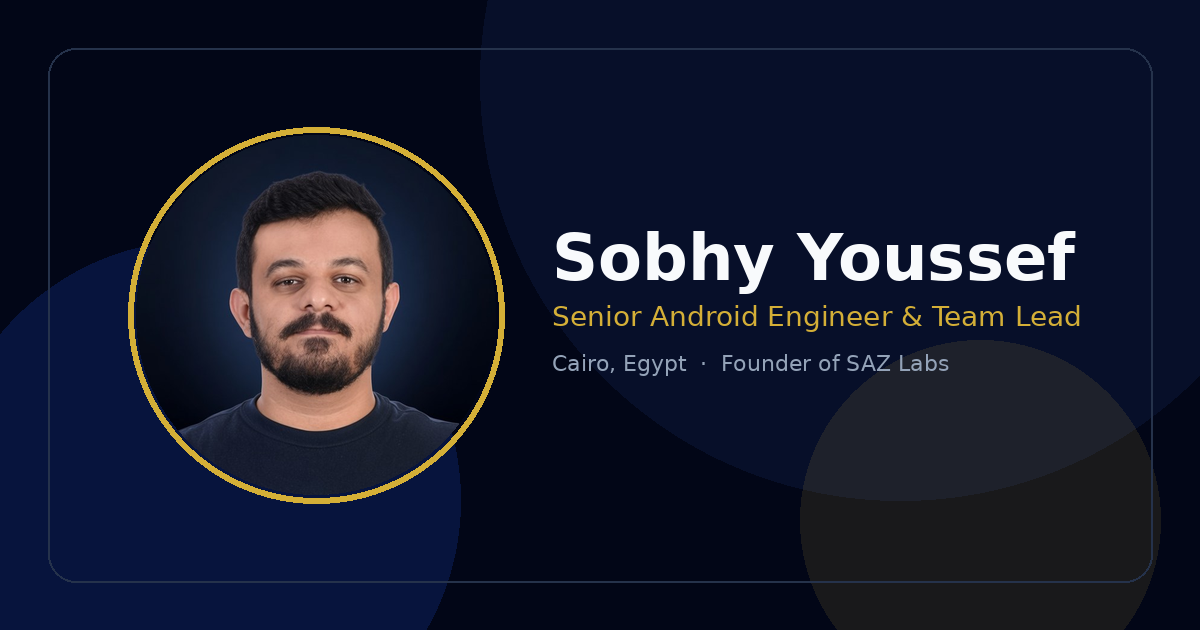 Sobhy Youssef
Senior Android Engineer & Team Lead
Cairo, Egypt · Founder of SAZ Labs